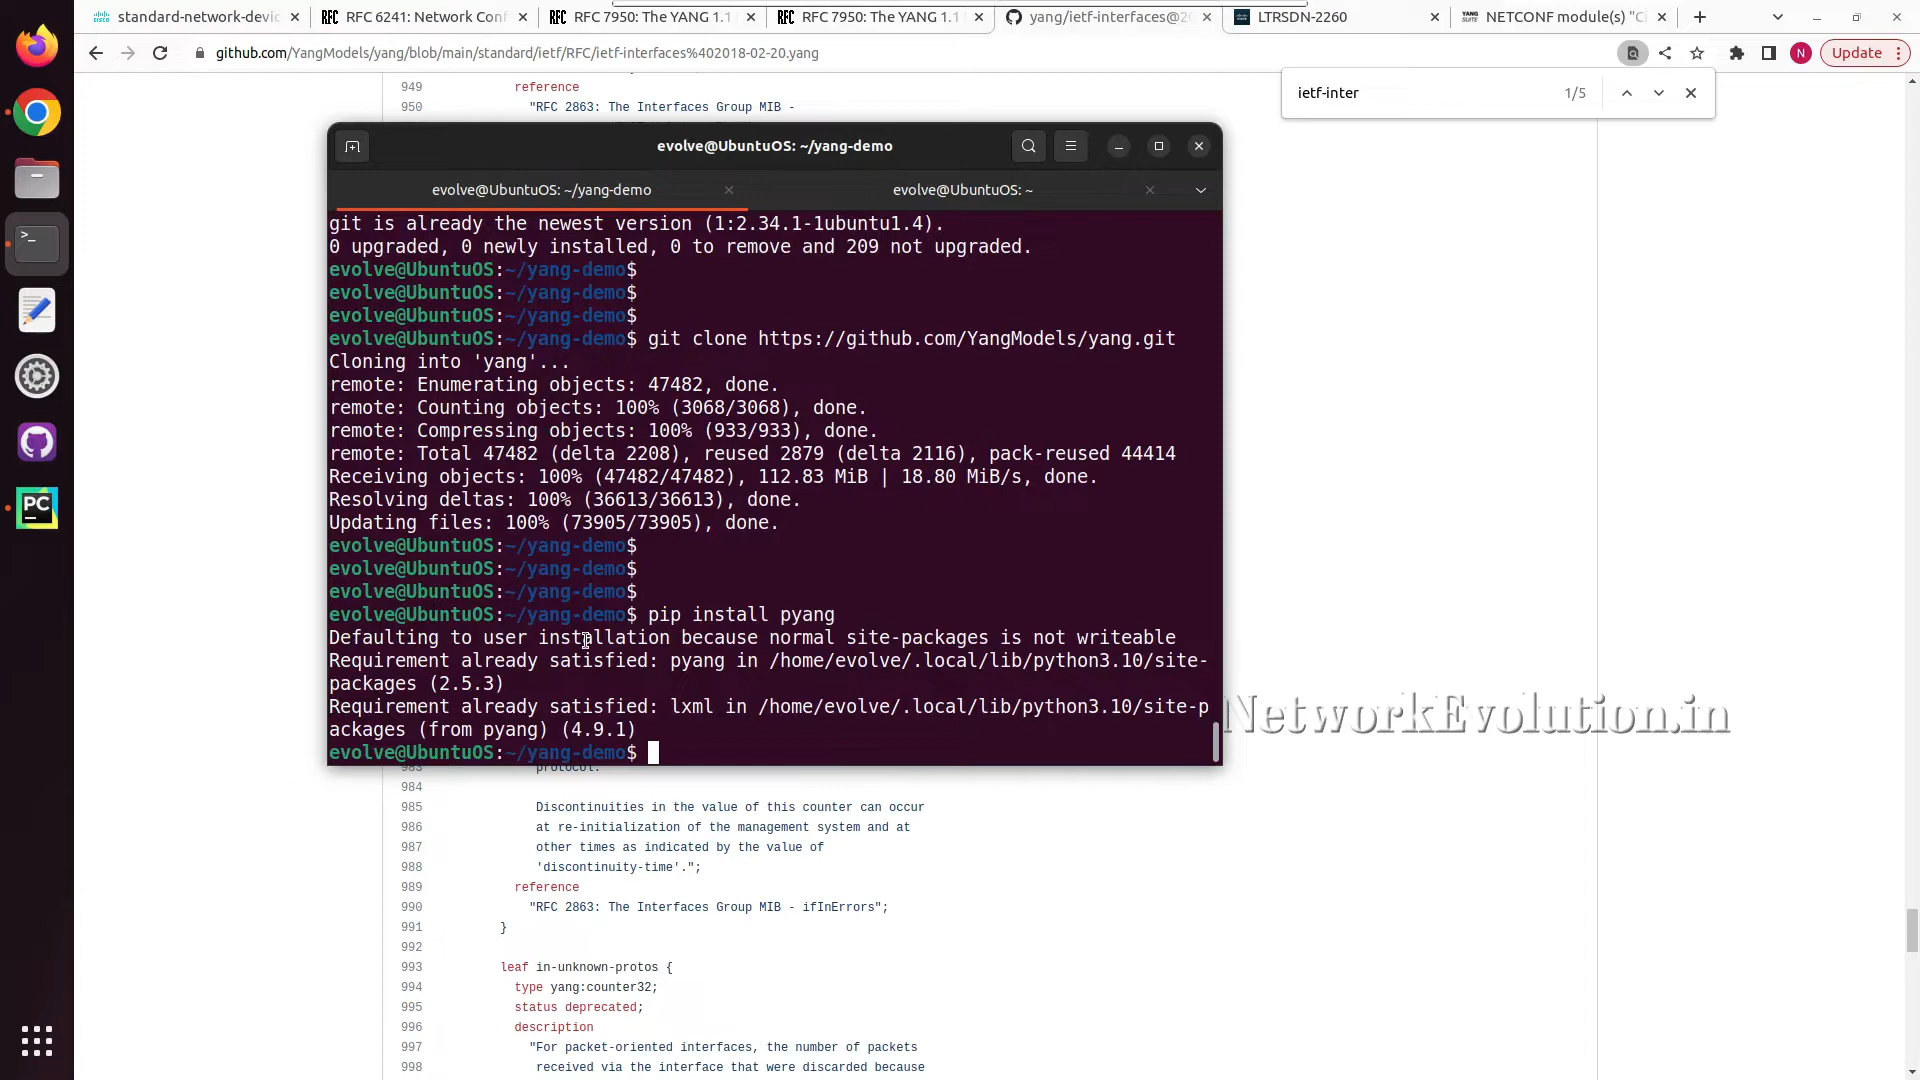 standard-network-devic
RFC 6241: Network Conf
RFC 7950: The YANG 1.1
RFC 7950: The YANG 1.1
yang/ietf-interfaces@20
LTRSDN-2260
NETCONF module(s) "Ci
github.com/YangModels/yang/blob/main/standard/ietf/RFC/ietf-interfaces%402018-02-20.yang
N
Update
ietf-inter
1/5
949 reference
950 "RFC 2863: The Interfaces Group MIB -
evolve@UbuntuOS: ~/yang-demo
evolve@UbuntuOS: ~/yang-demo
evolve@UbuntuOS: ~
git is already the newest version (1:2.34.1-1ubuntu1.4).
0 upgraded, 0 newly installed, 0 to remove and 209 not upgraded.
evolve@UbuntuOS:~/yang-demo$
evolve@UbuntuOS:~/yang-demo$
evolve@UbuntuOS:~/yang-demo$
evolve@UbuntuOS:~/yang-demo$ git clone https://github.com/YangModels/yang.git
Cloning into 'yang'...
remote: Enumerating objects: 47482, done.
remote: Counting objects: 100% (3068/3068), done.
remote: Compressing objects: 100% (933/933), done.
remote: Total 47482 (delta 2208), reused 2879 (delta 2116), pack-reused 44414
Receiving objects: 100% (47482/47482), 112.83 MiB | 18.80 MiB/s, done.
Resolving deltas: 100% (36613/36613), done.
Updating files: 100% (73905/73905), done.
evolve@UbuntuOS:~/yang-demo$
evolve@UbuntuOS:~/yang-demo$
evolve@UbuntuOS:~/yang-demo$
evolve@UbuntuOS:~/yang-demo$ pip install pyang
Defaulting to user installation because normal site-packages is not writeable
Requirement already satisfied: pyang in /home/evolve/.local/lib/python3.10/site-
packages (2.5.3)
Requirement already satisfied: lxml in /home/evolve/.local/lib/python3.10/site-p
ackages (from pyang) (4.9.1)
evolve@UbuntuOS:~/yang-demo$
NetworkEvolution.in
983 protocol.
984
985 Discontinuities in the value of this counter can occur
986 at re-initialization of the management system and at
987 other times as indicated by the value of
988 'discontinuity-time'.";
989 reference
990 "RFC 2863: The Interfaces Group MIB - ifInErrors";
991 }
992
993 leaf in-unknown-protos {
994 type yang:counter32;
995 status deprecated;
996 description
997 "For packet-oriented interfaces, the number of packets
998 received via the interface that were discarded because
PC